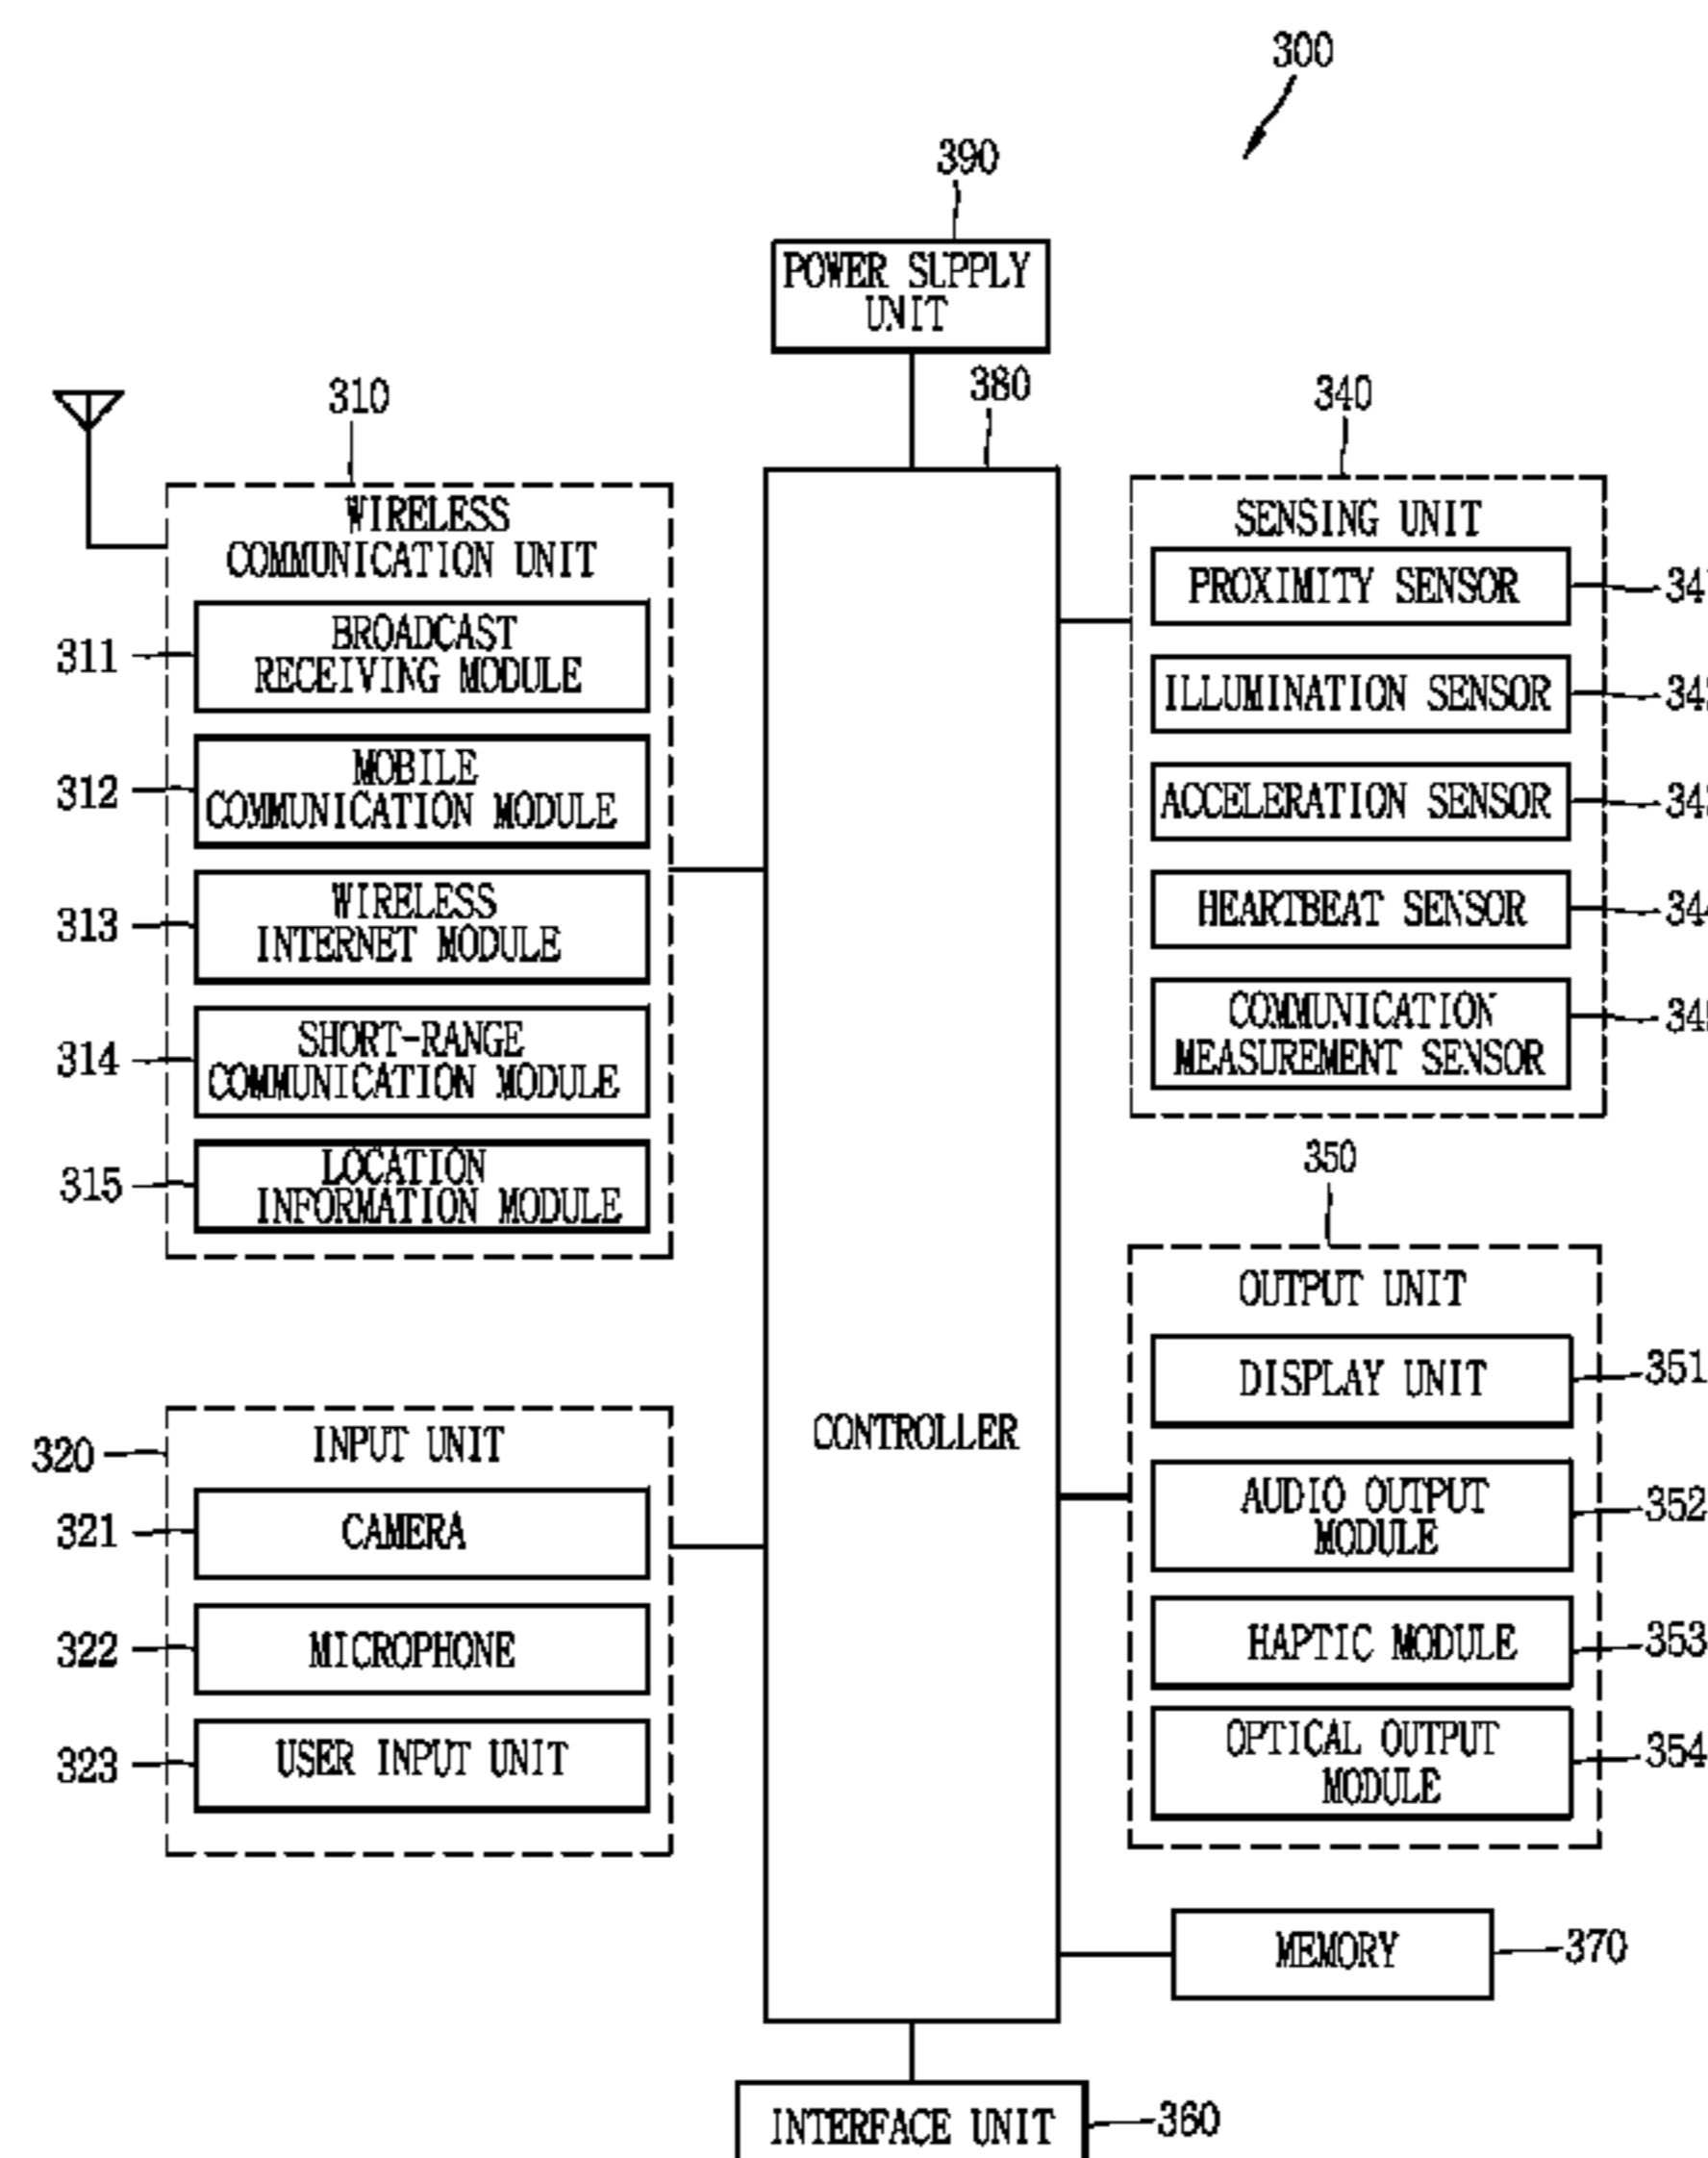 300
390
POWER SUPPLY
UNIT
380
310
WIRELESS
COMMUNICATION UNIT
311
BROADCAST
RECEIVING MODULE
312
MOBILE
COMMUNICATION MODULE
313
WIRELESS
INTERNET MODULE
314
SHORT-RANGE
COMMUNICATION MODULE
315
LOCATION
INFORMATION MODULE
320
INPUT UNIT
321
CAMERA
322
MICROPHONE
323
USER INPUT UNIT
CONTROLLER
340
SENSING UNIT
PROXIMITY SENSOR
ILLUMINATION SENSOR
ACCELERATION SENSOR
HEARTBEAT SENSOR
COMMUNICATION
MEASUREMENT SENSOR
350
OUTPUT UNIT
DISPLAY UNIT
351
AUDIO OUTPUT
MODULE
352
HAPTIC MODULE
353
OPTICAL OUTPUT
MODULE
354
MEMORY
370
INTERFACE UNIT
360